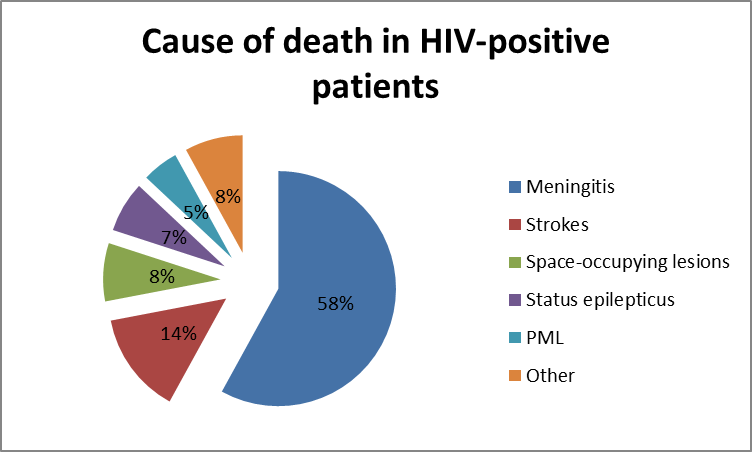 Cause of death in HIV-positive
patients
8%
5%
7%
8%
14%
58%
Meningitis
Strokes
Space-occupying lesions
Status epilepticus
PML
Other